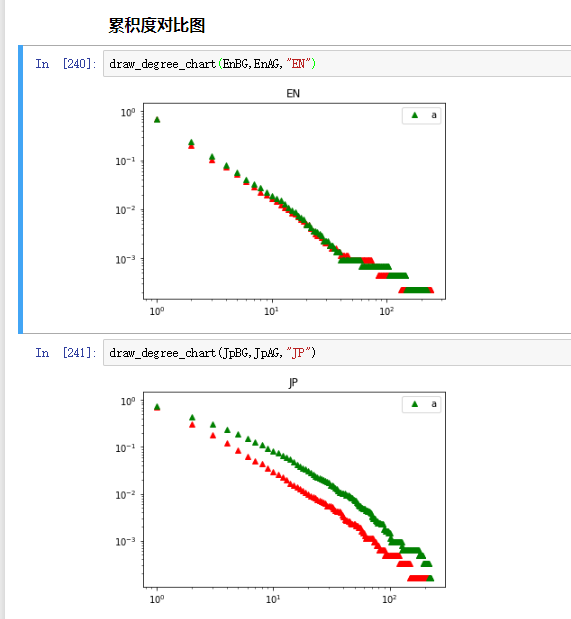 累积度对比图
In [240]: draw_degree_chart(EnBG,EnAG,"EN")
EN
a
10⁰
10⁻¹
10⁻²
10⁻³
10⁰ 10¹ 10²
In [241]: draw_degree_chart(JpBG,JpAG,"JP")
JP
a
10⁰
10⁻¹
10⁻²
10⁻³
10⁰ 10¹ 10²